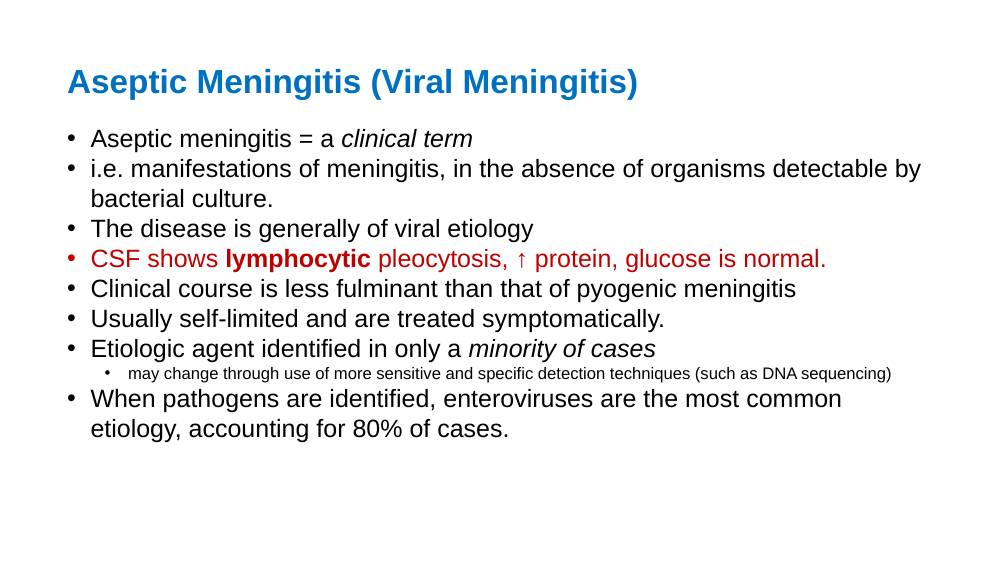 Aseptic Meningitis (Viral Meningitis)
• Aseptic meningitis = a clinical term
• i.e. manifestations of meningitis, in the absence of organisms detectable by
bacterial culture.
• The disease is generally of viral etiology
• CSF shows lymphocytic pleocytosis, ↑ protein, glucose is normal.
• Clinical course is less fulminant than that of pyogenic meningitis
• Usually self-limited and are treated symptomatically.
• Etiologic agent identified in only a minority of cases
• may change through use of more sensitive and specific detection techniques (such as DNA sequencing)
• When pathogens are identified, enteroviruses are the most common
etiology, accounting for 80% of cases.